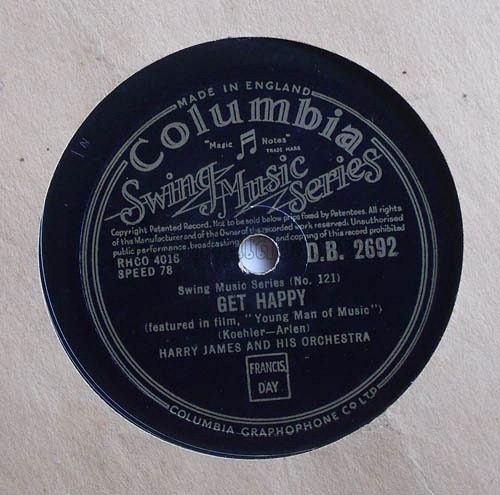 MADE IN ENGLAND
Columbia
"Magic Notes"
TRADE MARK
Swing Music Series
Copyright Patented Record. Not to be sold below price fixed by Patentees. All rights
of the Manufacturer and of the Owner of the recorded work reserved. Unauthorised
public performance, broadcasting and copying of this record prohibited
RHCO 4016
SPEED 78
D.B. 2692
Swing Music Series (No. 121)
GET HAPPY
(featured in film, "Young Man of Music")
(Koehler-Arlen)
HARRY JAMES AND HIS ORCHESTRA
FRANCIS,
DAY
COLUMBIA GRAPHOPHONE CO LTD